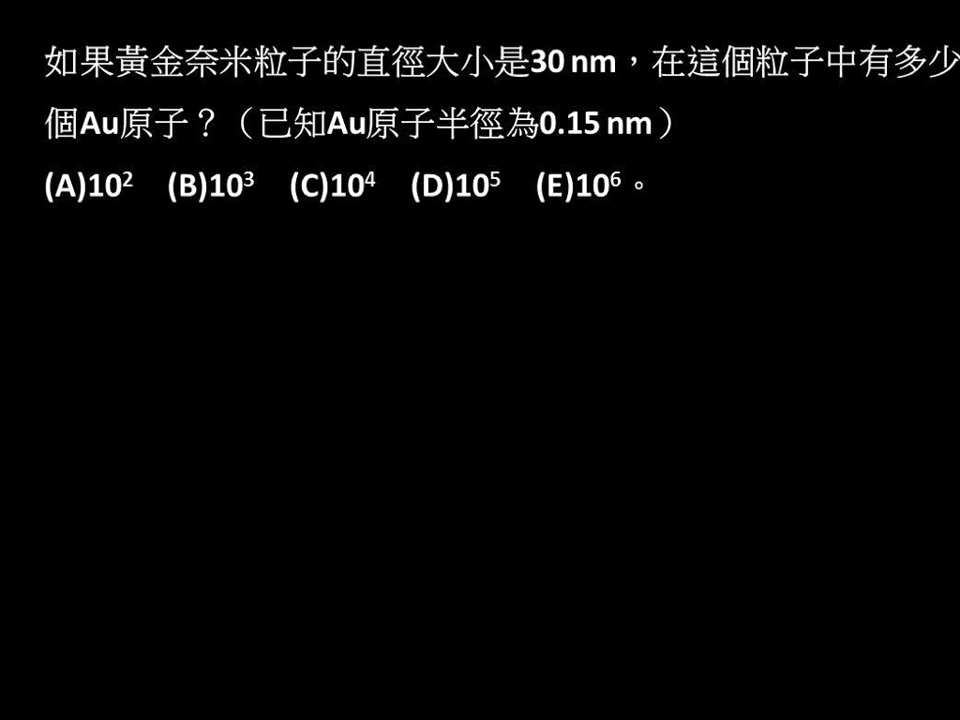 如果黃金奈米粒子的直徑大小是30 nm，在這個粒子中有多少
個Au原子？（已知Au原子半徑為0.15 nm）
(A)10² (B)10³ (C)10⁴ (D)10⁵ (E)10⁶。